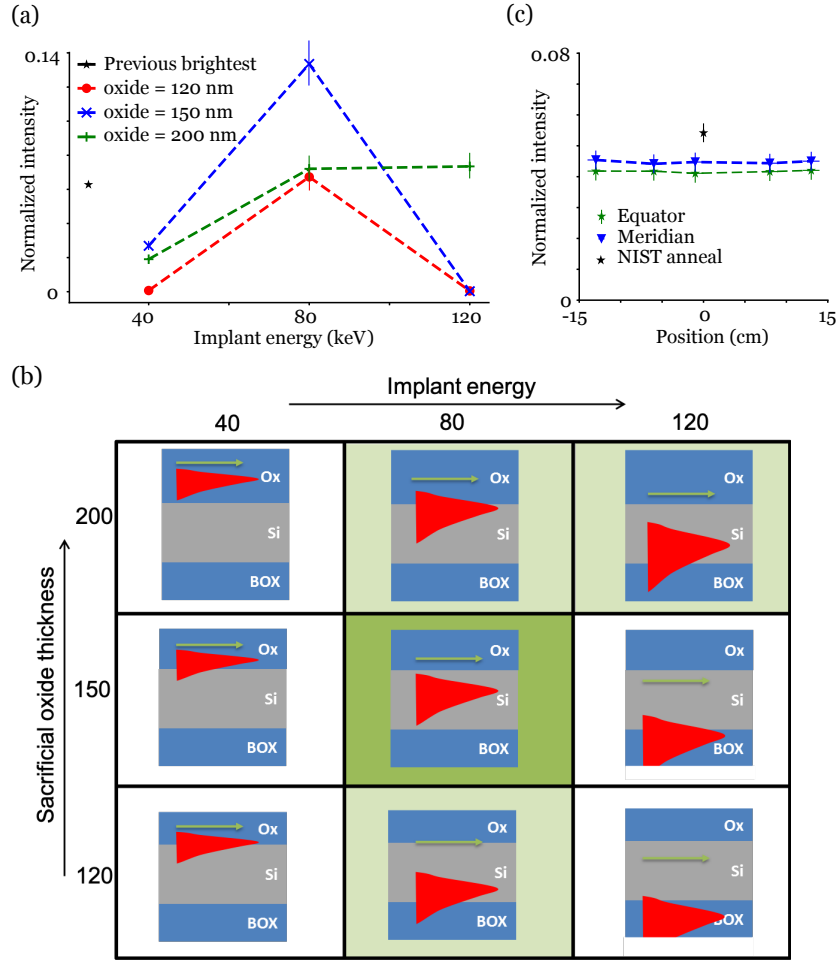 (a)
0.14
Normalized intensity
0
Previous brightest
oxide = 120 nm
oxide = 150 nm
oxide = 200 nm
40
80
120
Implant energy (keV)
(c)
0.08
Normalized intensity
0
Equator
Meridian
NIST anneal
-15
0
15
Position (cm)
(b)
Implant energy
40
80
120
Sacrificial oxide thickness
200
Ox
Si
BOX
Ox
Si
BOX
Ox
Si
BOX
150
Ox
Si
BOX
Ox
Si
BOX
Ox
Si
BOX
120
Ox
Si
BOX
Ox
Si
BOX
Ox
Si
BOX